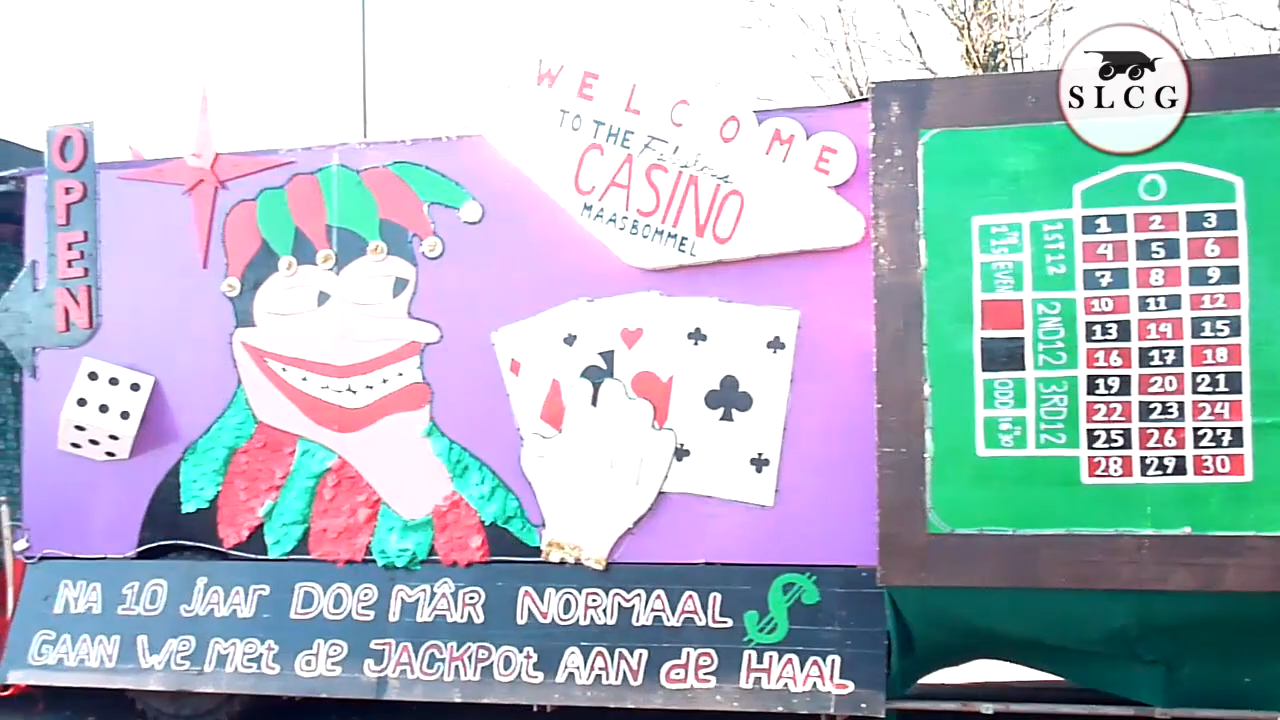 SLCG
OPEN
WELCOME
TO THE Fabulous
CASINO
MAASBOMMEL
0
1 2 3
4 5 6
7 8 9
10 11 12
13 14 15
16 17 18
19 20 21
22 23 24
25 26 27
28 29 30
1ST12
2ND12
3RD12
EVEN
ODD
NA 10 jaar DOe MÂR NORMAAL $
GAAN We Met de JACKPOt AAN de HAAL